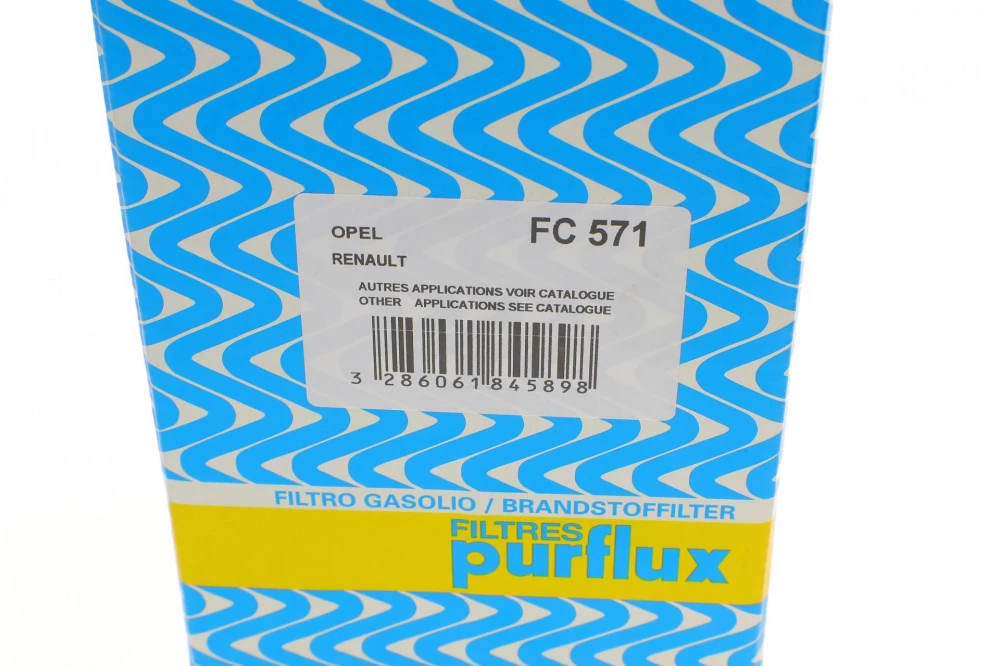 OPEL FC 571
RENAULT
AUTRES APPLICATIONS VOIR CATALOGUE
OTHER APPLICATIONS SEE CATALOGUE
3 286061 845898
FILTRO GASOLIO / BRANDSTOFFILTER
FILTRES
purflux